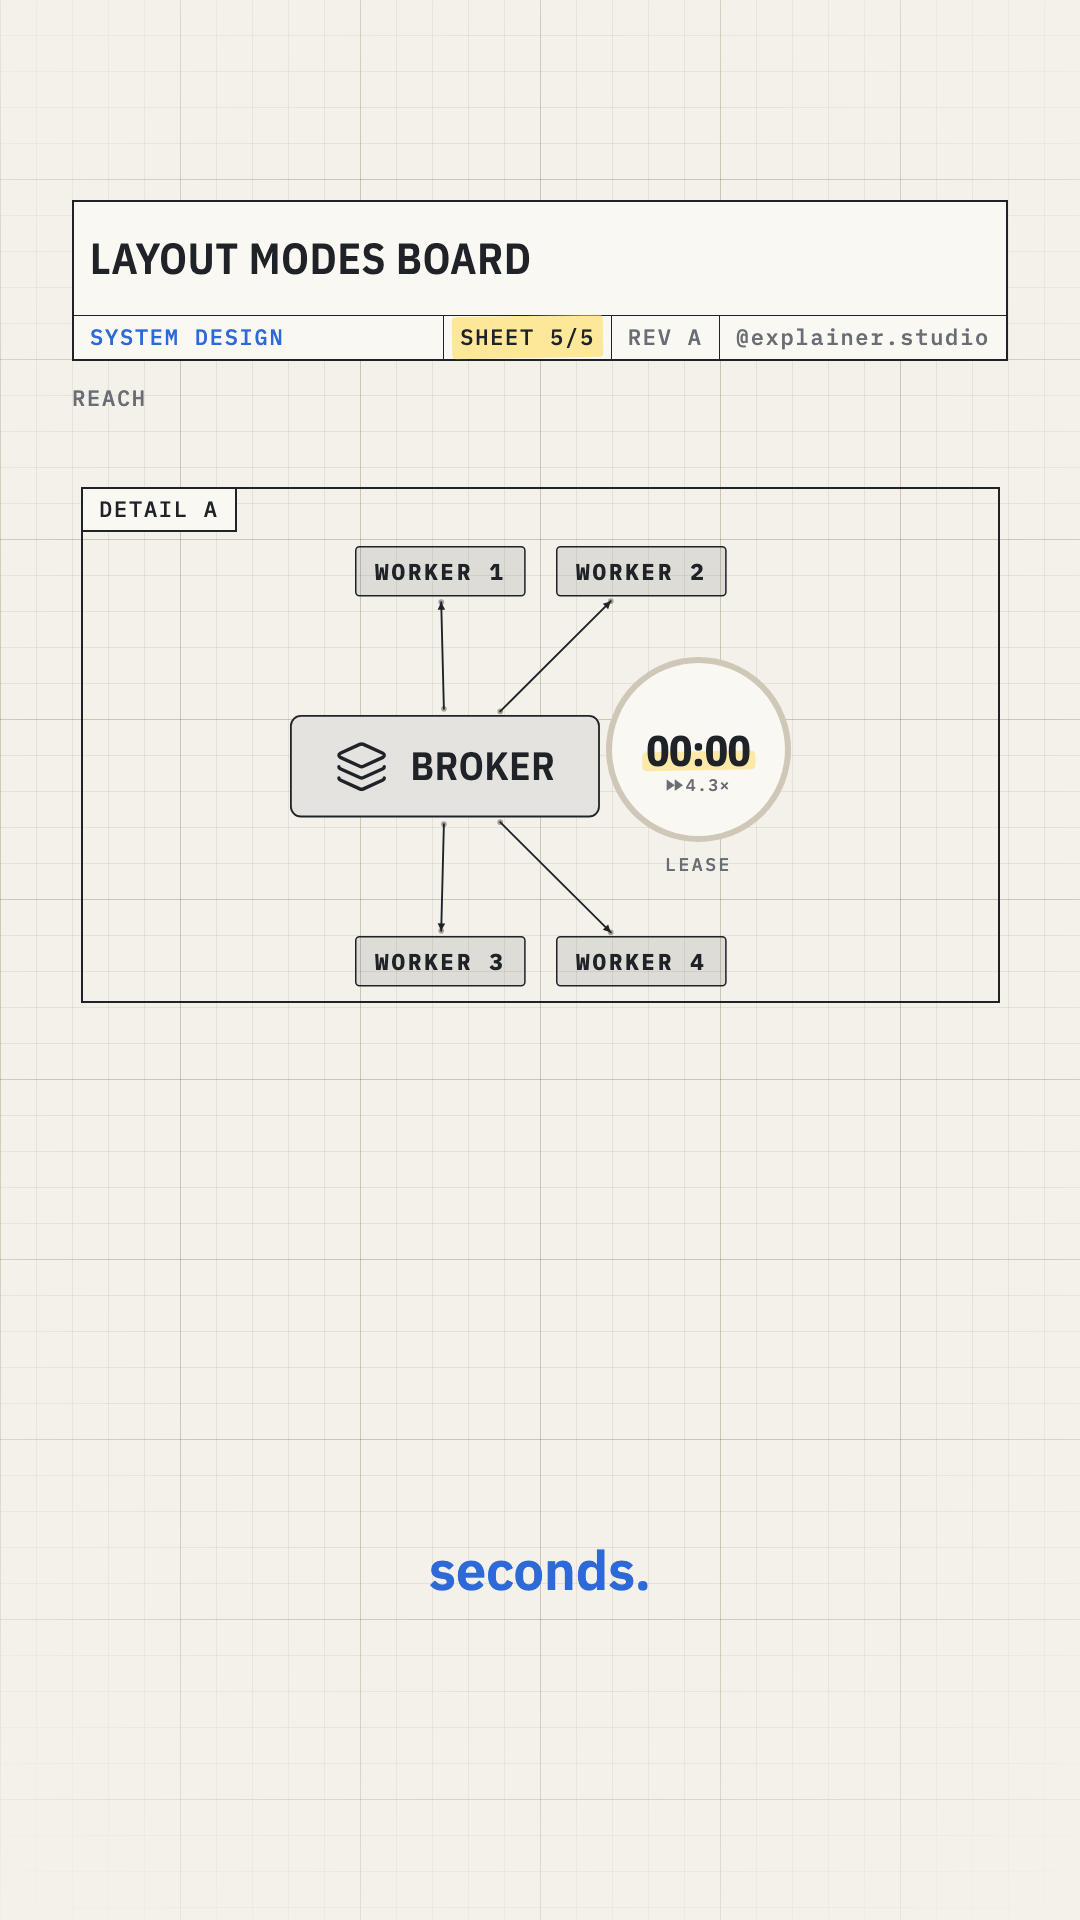 LAYOUT MODES BOARD
SYSTEM DESIGN SHEET 5/5 REV A @explainer.studio
REACH
DETAIL A
WORKER 1 WORKER 2
BROKER
00:00
4.3×
LEASE
WORKER 3 WORKER 4
seconds.